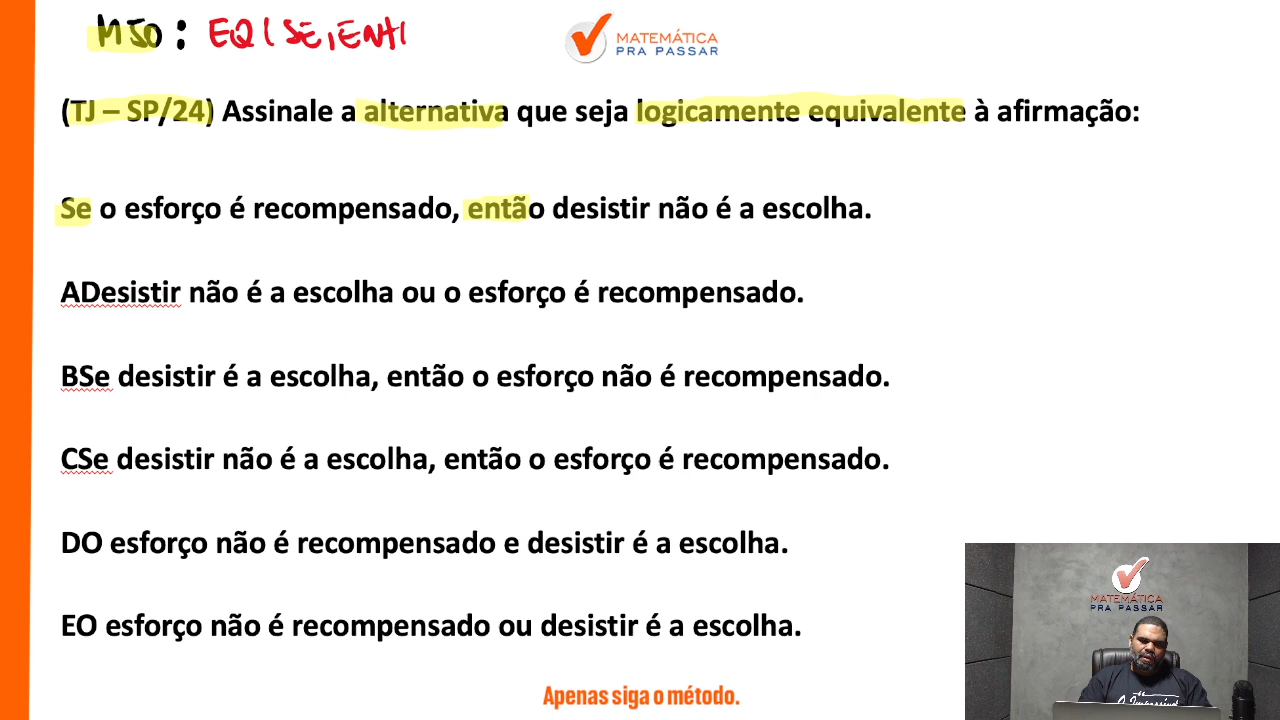 MJO: EQ(SE,ENTÃ
MATEMÁTICA
PRA PASSAR
(TJ – SP/24) Assinale a alternativa que seja logicamente equivalente à afirmação:
Se o esforço é recompensado, então desistir não é a escolha.
ADesistir não é a escolha ou o esforço é recompensado.
BSe desistir é a escolha, então o esforço não é recompensado.
CSe desistir não é a escolha, então o esforço é recompensado.
DO esforço não é recompensado e desistir é a escolha.
EO esforço não é recompensado ou desistir é a escolha.
MATEMÁTICA
PRA PASSAR
Apenas siga o método.